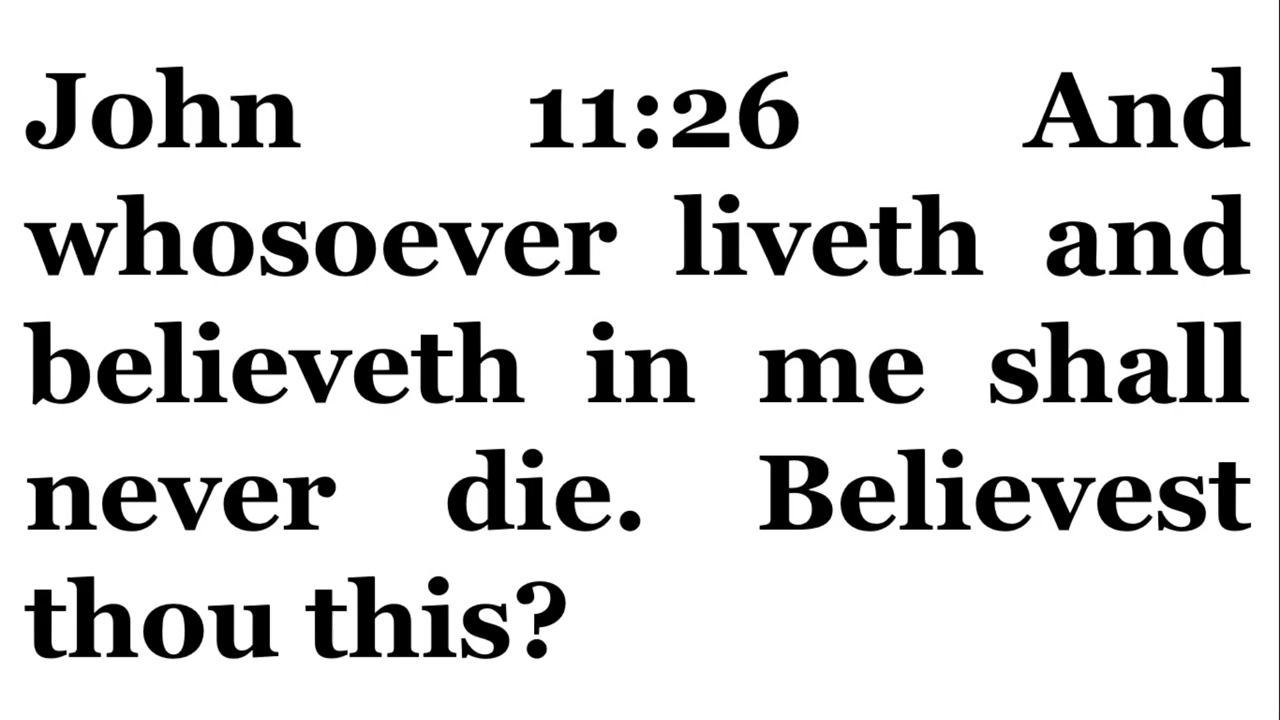 John 11:26 And
whosoever liveth and
believeth in me shall
never die. Believest
thou this?